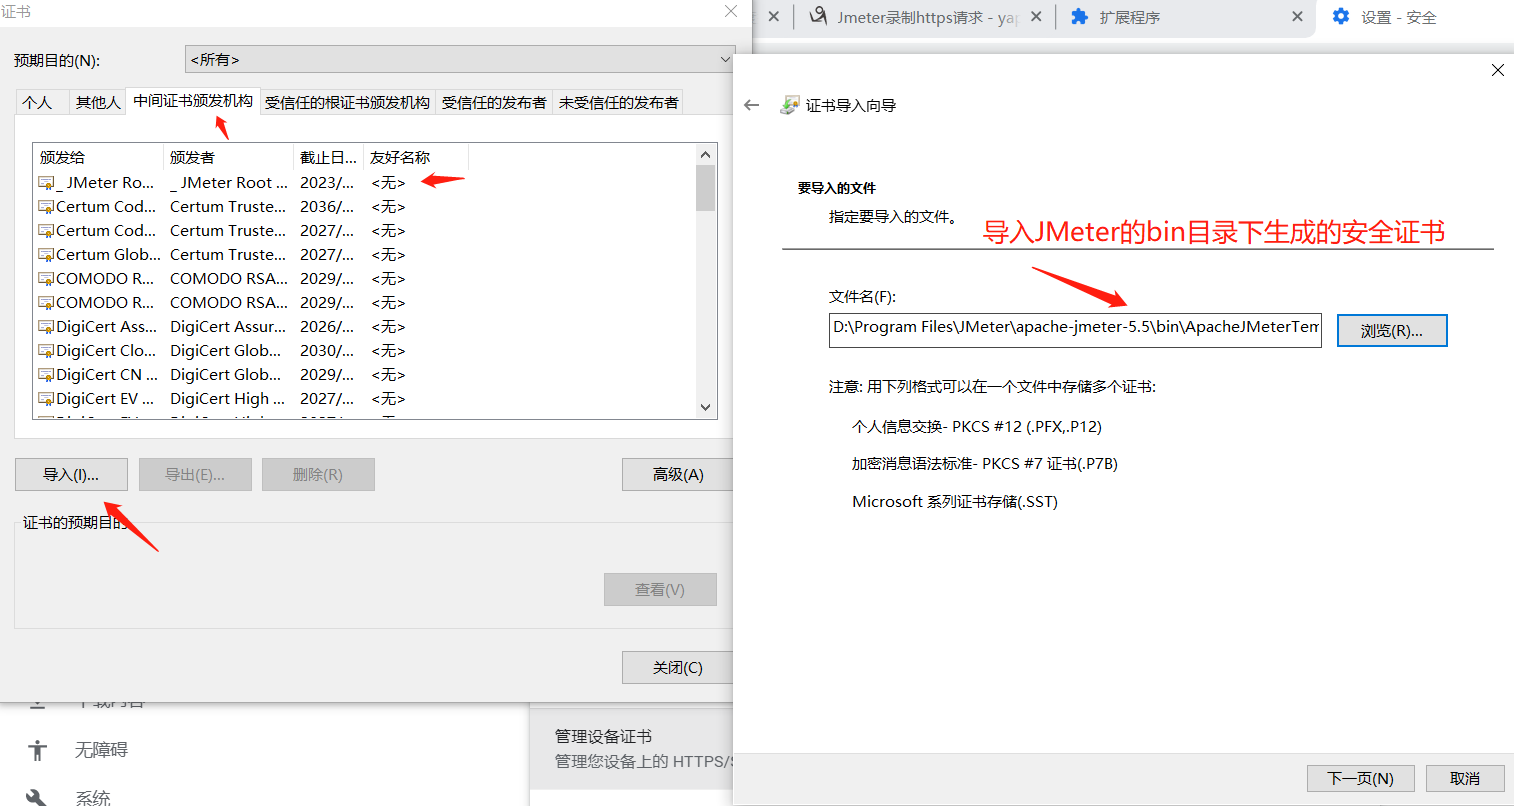 证书
Jmeter录制https请求 - yap
扩展程序
设置 - 安全
预期目的(N):
<所有>
个人
其他人
中间证书颁发机构
受信任的根证书颁发机构
受信任的发布者
未受信任的发布者
颁发给 颁发者 截止日... 友好名称
_ JMeter Ro... _ JMeter Root ... 2023/... <无>
Certum Cod... Certum Truste... 2036/... <无>
Certum Cod... Certum Truste... 2027/... <无>
Certum Glob... Certum Truste... 2027/... <无>
COMODO R... COMODO RSA... 2029/... <无>
COMODO R... COMODO RSA... 2029/... <无>
DigiCert Ass... DigiCert Assur... 2026/... <无>
DigiCert Clo... DigiCert Glob... 2030/... <无>
DigiCert CN ... DigiCert Glob... 2029/... <无>
DigiCert EV ... DigiCert High ... 2027/... <无>
导入(I)...
导出(E)...
删除(R)
高级(A)
证书的预期目的
查看(V)
关闭(C)
下载内容
无障碍
系统
管理设备证书
管理您设备上的 HTTPS/S
证书导入向导
要导入的文件
指定要导入的文件。
导入JMeter的bin目录下生成的安全证书
文件名(F):
D:\Program Files\JMeter\apache-jmeter-5.5\bin\ApacheJMeterTem
浏览(R)...
注意: 用下列格式可以在一个文件中存储多个证书:
个人信息交换- PKCS #12 (.PFX,.P12)
加密消息语法标准- PKCS #7 证书(.P7B)
Microsoft 系列证书存储(.SST)
下一页(N)
取消